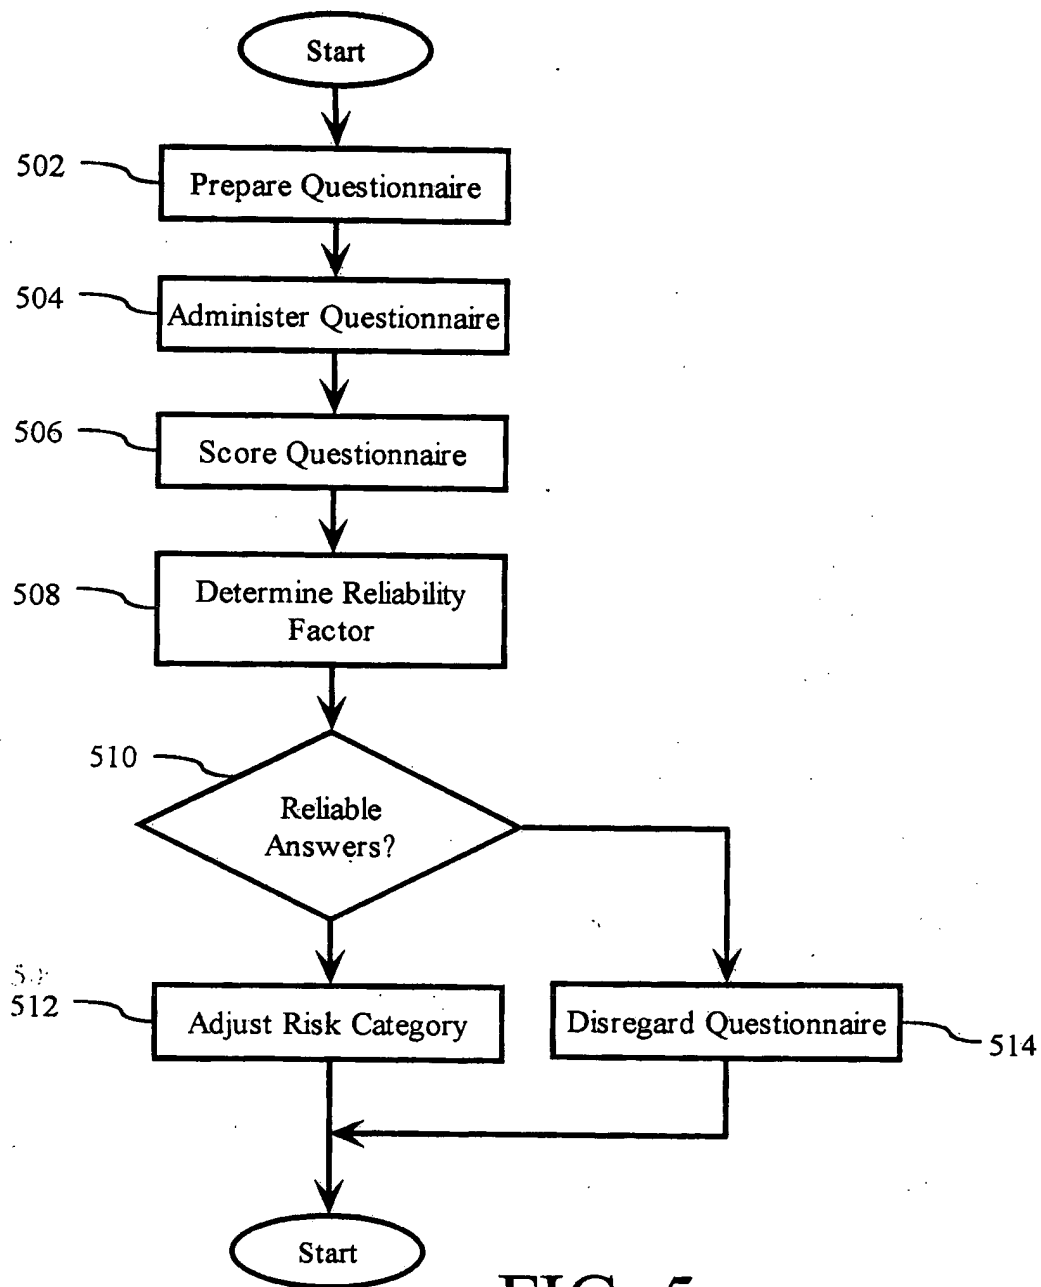 Start
502
Prepare Questionnaire
504
Administer Questionnaire
506
Score Questionnaire
508
Determine Reliability
Factor
510
Reliable
Answers?
512
Adjust Risk Category
Disregard Questionnaire
514
Start
FIG. 5